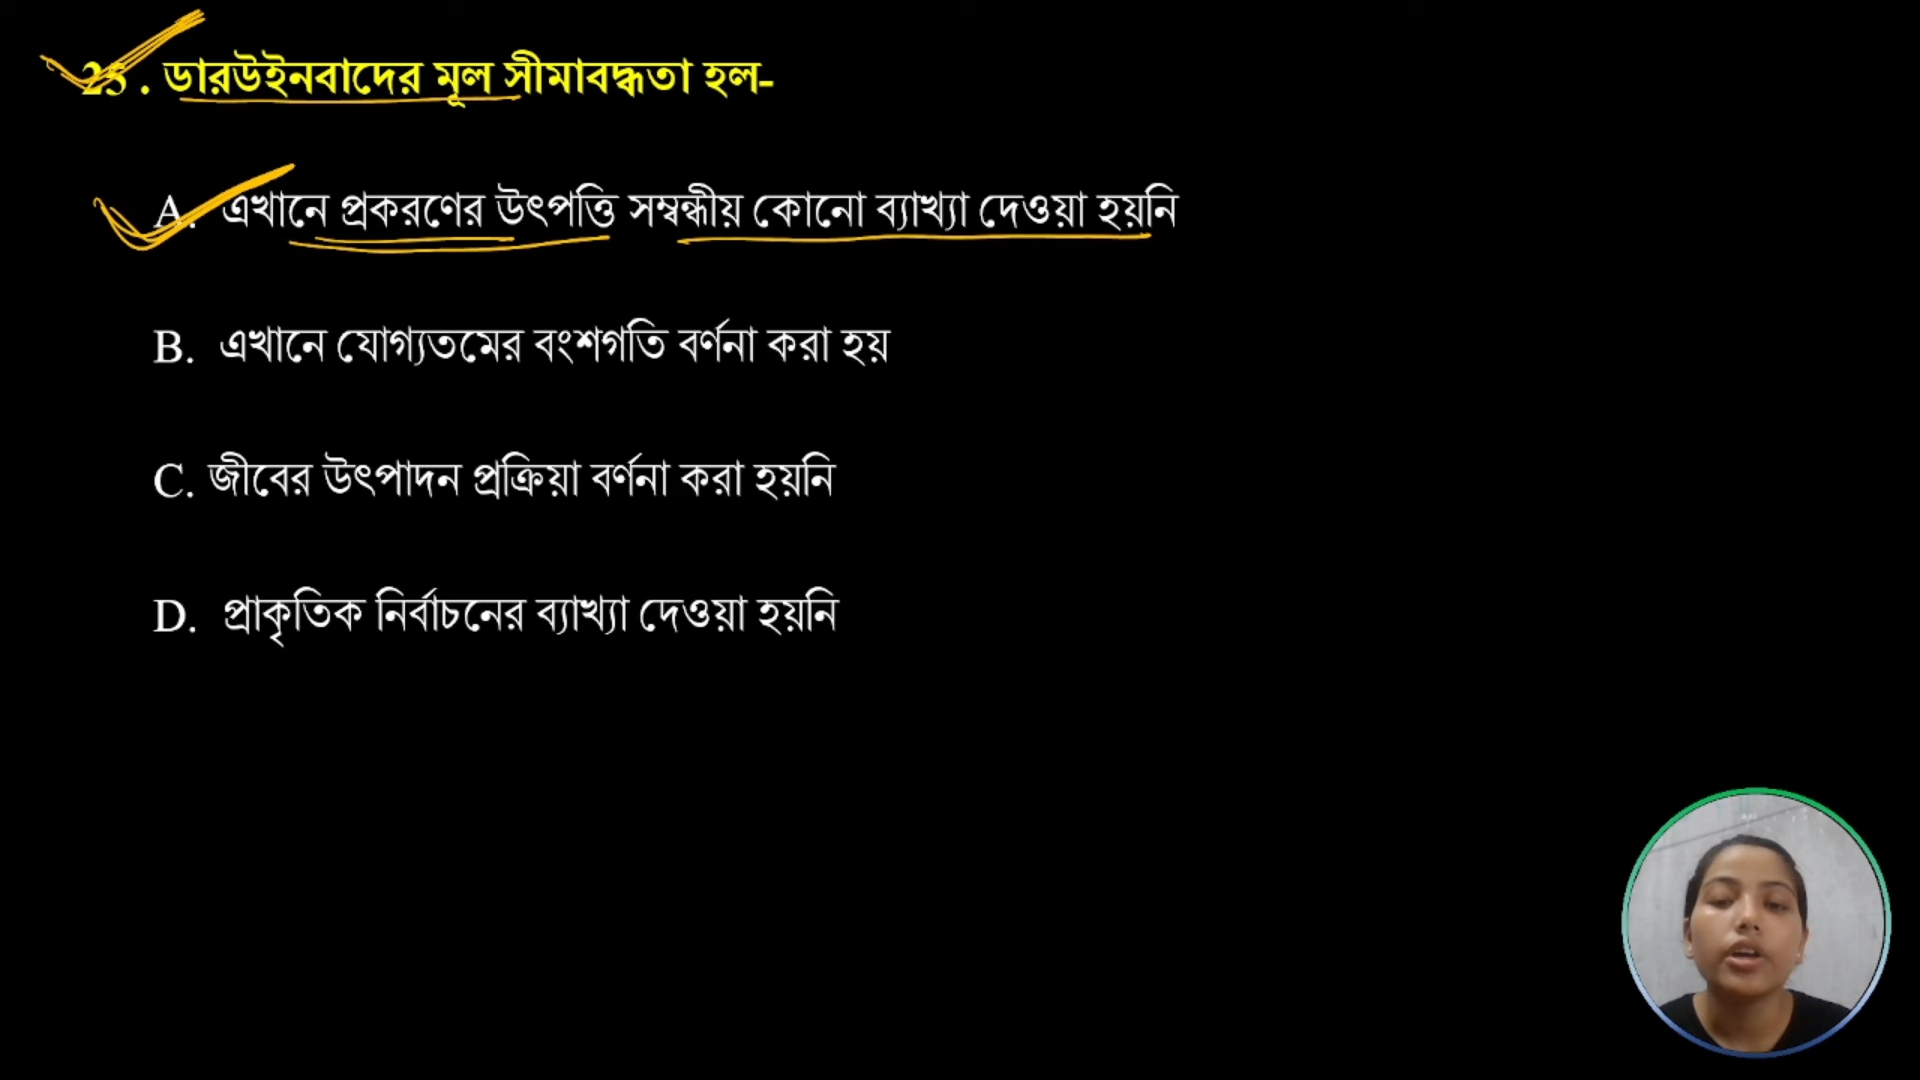 25 . ডারউইনবাদের মূল সীমাবদ্ধতা হল-
A. এখানে প্রকরণের উৎপত্তি সম্বন্ধীয় কোনো ব্যাখ্যা দেওয়া হয়নি
B. এখানে যোগ্যতমের বংশগতি বর্ণনা করা হয়
C. জীবের উৎপাদন প্রক্রিয়া বর্ণনা করা হয়নি
D. প্রাকৃতিক নির্বাচনের ব্যাখ্যা দেওয়া হয়নি